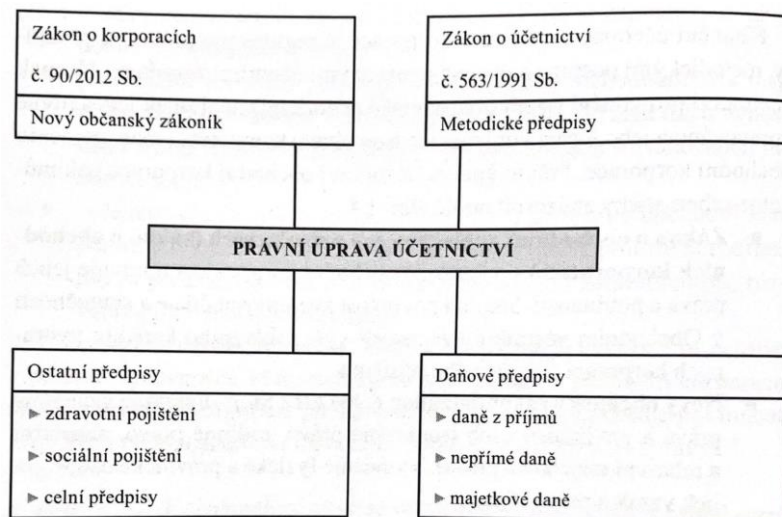 Zákon o korporacích
č. 90/2012 Sb.
Nový občanský zákoník
Zákon o účetnictví
č. 563/1991 Sb.
Metodické předpisy
PRÁVNÍ ÚPRAVA ÚČETNICTVÍ
Ostatní předpisy
► zdravotní pojištění
► sociální pojištění
► celní předpisy
Daňové předpisy
► daně z příjmů
► nepřímé daně
► majetkové daně